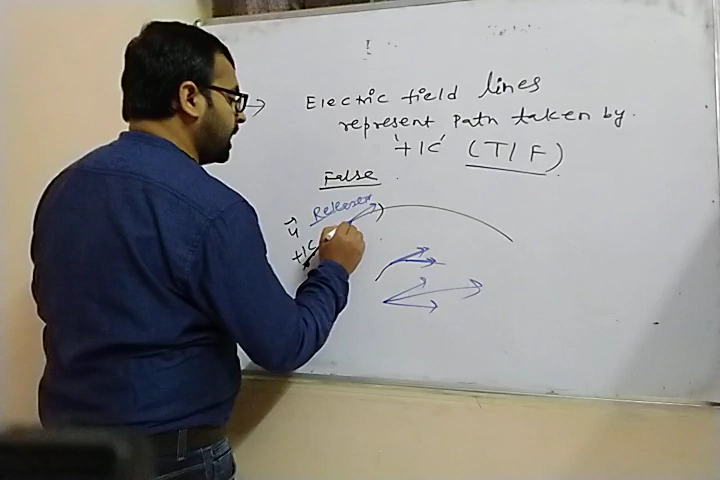 → Electric field lines
represent Path taken by.
'+1C' (T/F)
False
Released
u
+1C